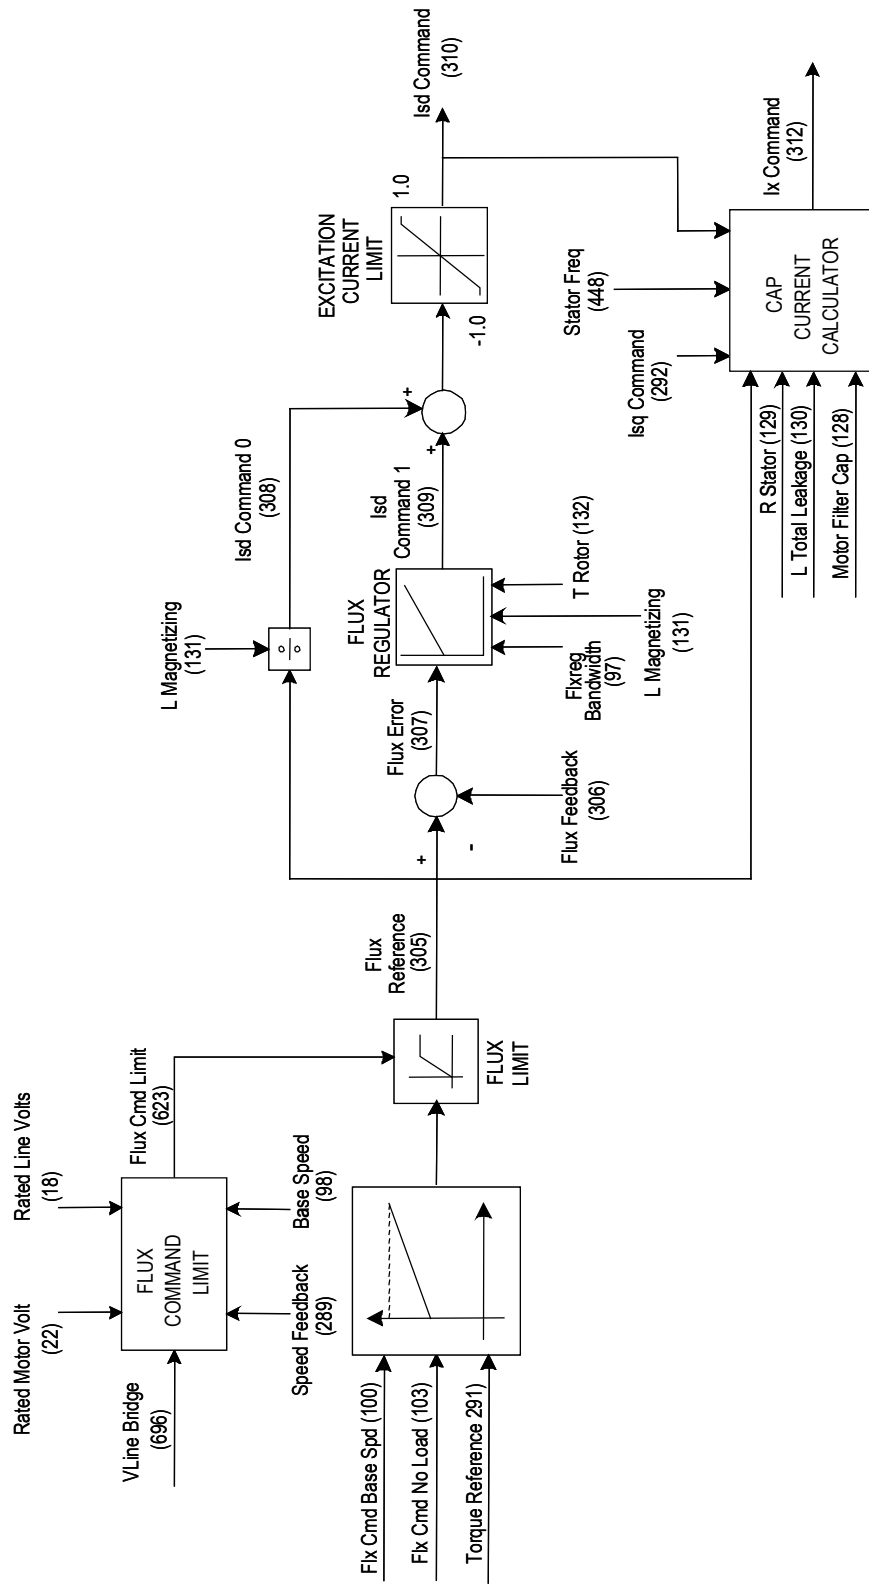 Rated Motor Volt
(22)
Rated Line Volts
(18)
VLine Bridge
(696)
FLUX
COMMAND
LIMIT
Flux Cmd Limit
(623)
Speed Feedback
(289)
Base Speed
(98)
Flx Cmd Base Spd (100)
Flx Cmd No Load (103)
Torque Reference 291)
FLUX
LIMIT
Flux
Reference
(305)
+
-
Flux Feedback
(306)
Flux Error
(307)
L Magnetizing
(131)
Isd Command 0
(308)
FLUX
REGULATOR
Flxreg
Bandwidth
(97)
L Magnetizing
(131)
T Rotor (132)
Isd
Command 1
(309)
+
+
EXCITATION
CURRENT
LIMIT
-1.0
1.0
Isd Command
(310)
Isq Command
(292)
Stator Freq
(448)
R Stator (129)
L Total Leakage (130)
Motor Filter Cap (128)
CAP
CURRENT
CALCULATOR
Ix Command
(312)